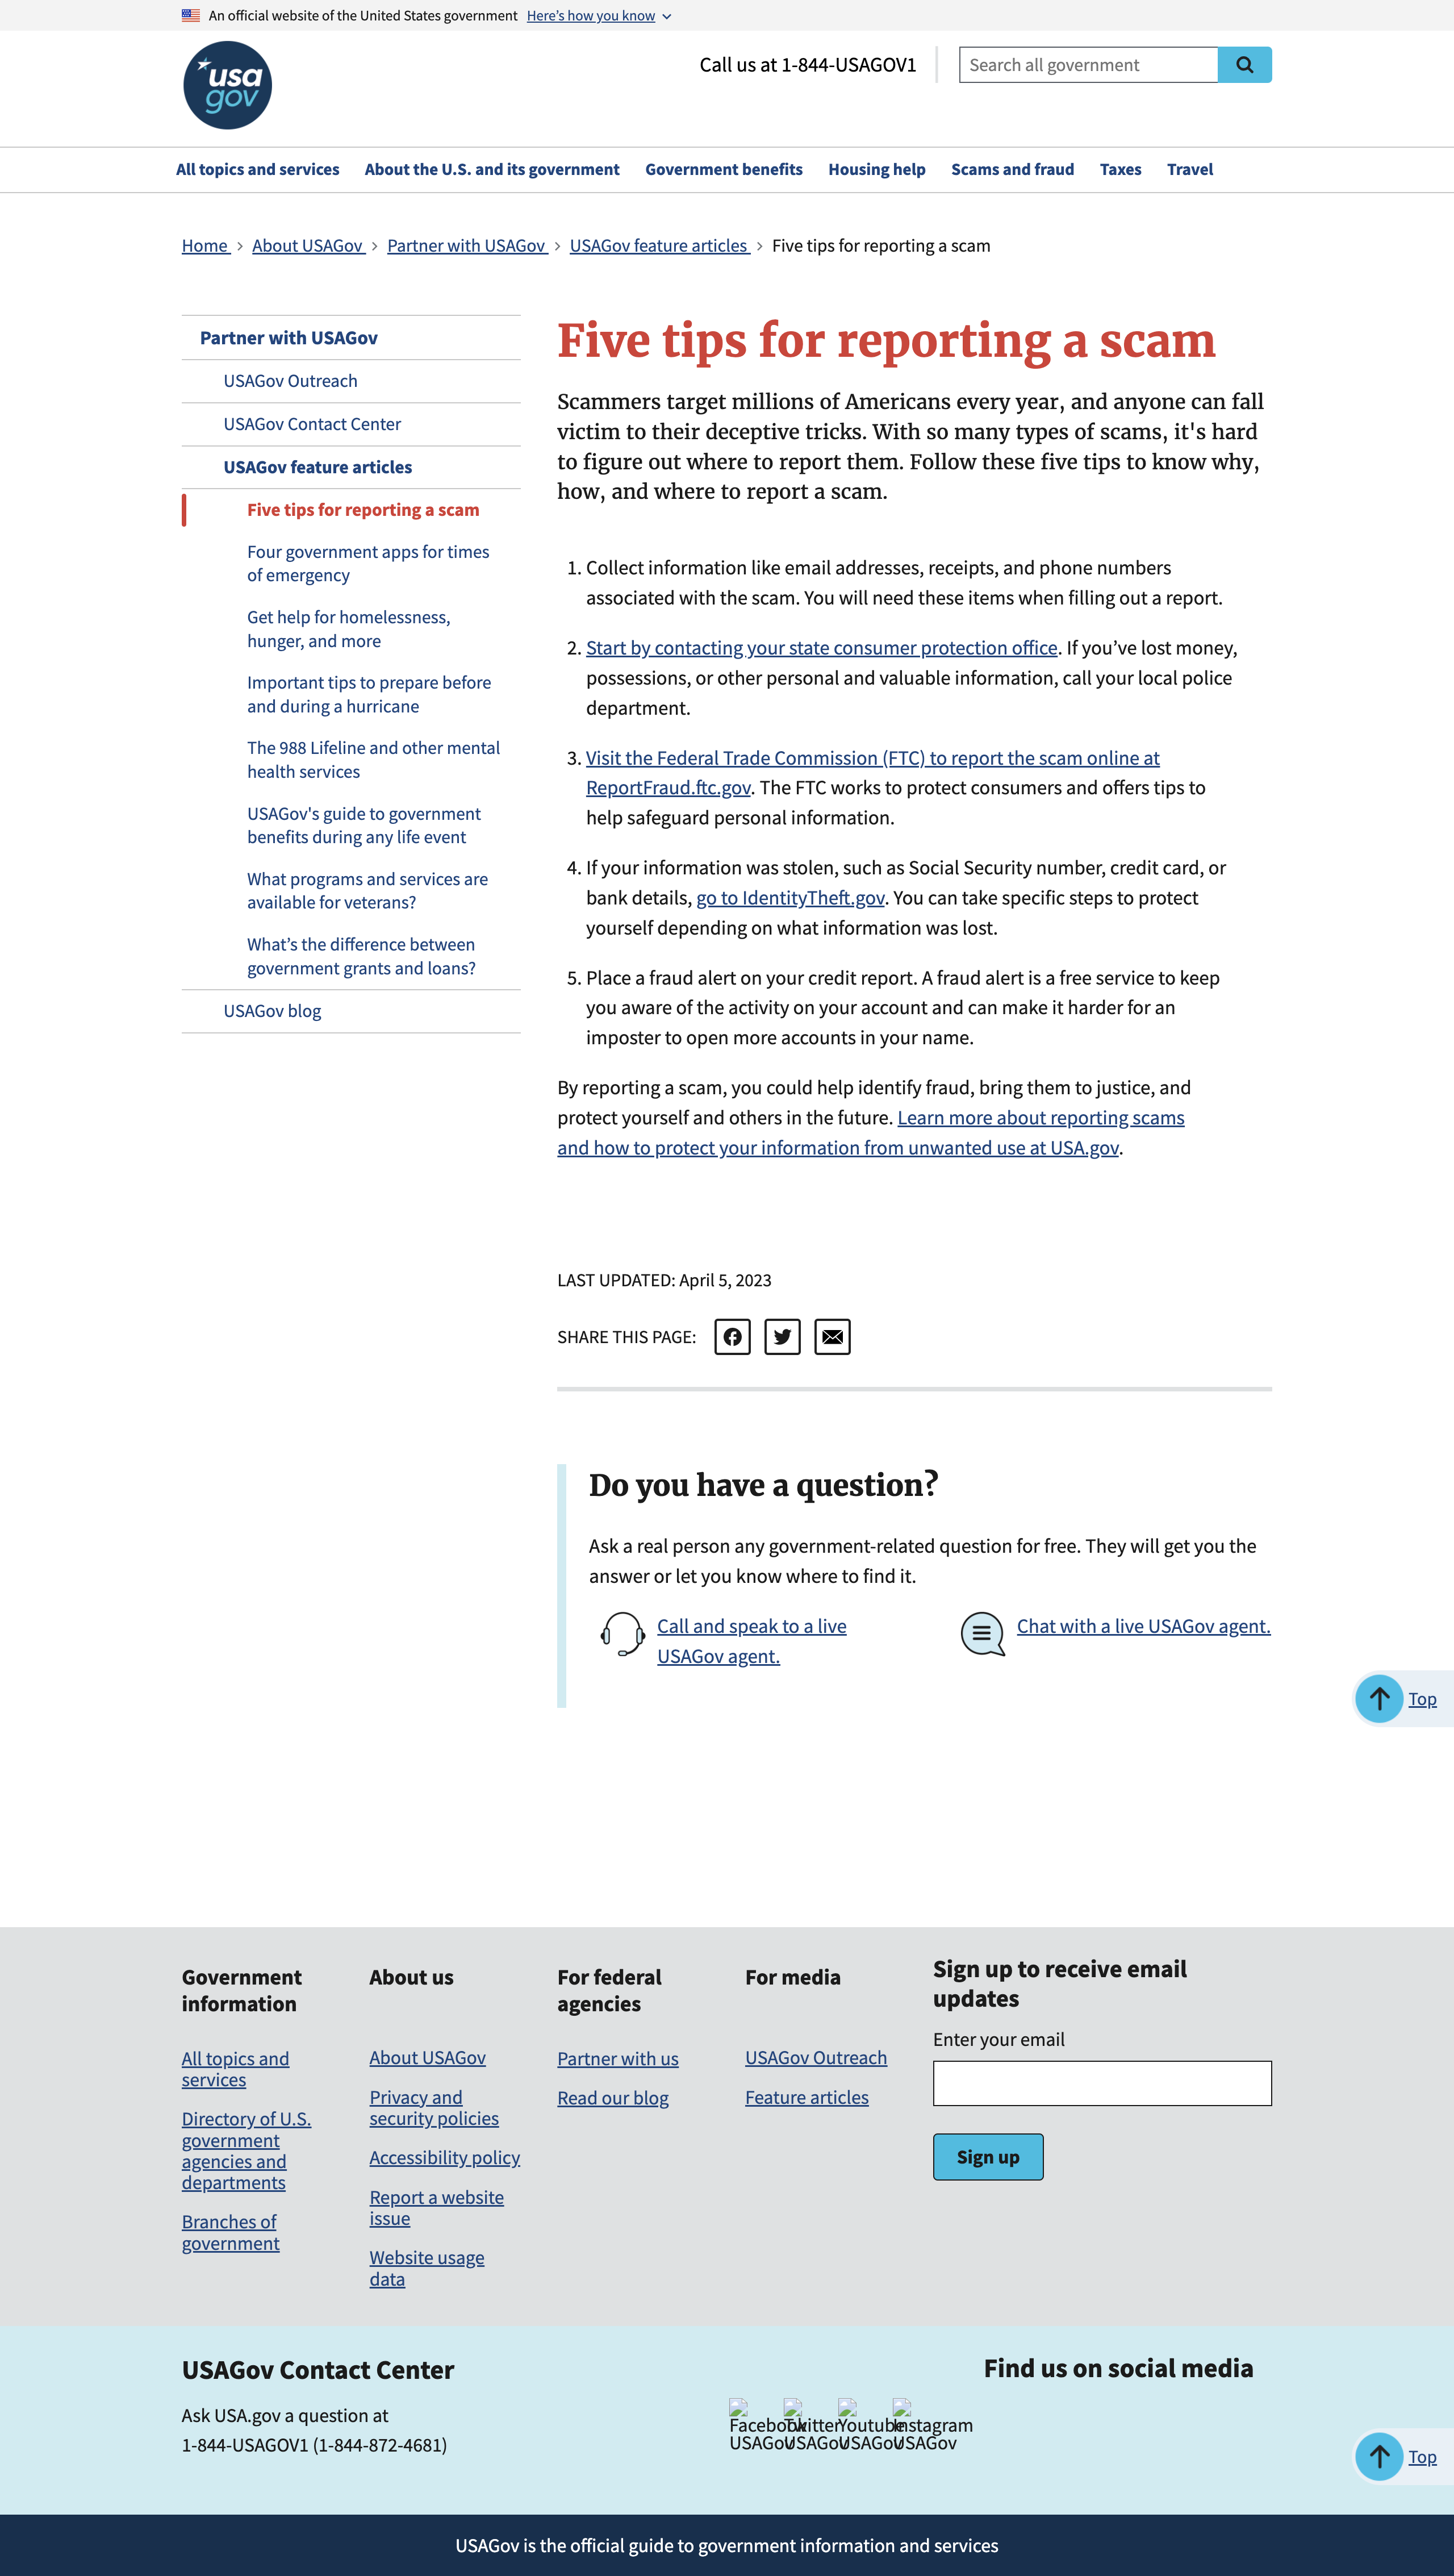 An official website of the United States government Here's how you know
usa
gov
Call us at 1-844-USAGOV1
Search all government
All topics and services About the U.S. and its government Government benefits Housing help Scams and fraud Taxes Travel
Home About USAGov Partner with USAGov USAGov feature articles Five tips for reporting a scam
Partner with USAGov
USAGov Outreach
USAGov Contact Center
USAGov feature articles
Five tips for reporting a scam
Four government apps for times
of emergency
Get help for homelessness,
hunger, and more
Important tips to prepare before
and during a hurricane
The 988 Lifeline and other mental
health services
USAGov's guide to government
benefits during any life event
What programs and services are
available for veterans?
What’s the difference between
government grants and loans?
USAGov blog
Five tips for reporting a scam
Scammers target millions of Americans every year, and anyone can fall
victim to their deceptive tricks. With so many types of scams, it's hard
to figure out where to report them. Follow these five tips to know why,
how, and where to report a scam.
1. Collect information like email addresses, receipts, and phone numbers
associated with the scam. You will need these items when filling out a report.
2. Start by contacting your state consumer protection office. If you’ve lost money,
possessions, or other personal and valuable information, call your local police
department.
3. Visit the Federal Trade Commission (FTC) to report the scam online at
ReportFraud.ftc.gov. The FTC works to protect consumers and offers tips to
help safeguard personal information.
4. If your information was stolen, such as Social Security number, credit card, or
bank details, go to IdentityTheft.gov. You can take specific steps to protect
yourself depending on what information was lost.
5. Place a fraud alert on your credit report. A fraud alert is a free service to keep
you aware of the activity on your account and can make it harder for an
imposter to open more accounts in your name.
By reporting a scam, you could help identify fraud, bring them to justice, and
protect yourself and others in the future. Learn more about reporting scams
and how to protect your information from unwanted use at USA.gov.
LAST UPDATED: April 5, 2023
SHARE THIS PAGE:
Do you have a question?
Ask a real person any government-related question for free. They will get you the
answer or let you know where to find it.
Call and speak to a live
USAGov agent.
Chat with a live USAGov agent.
Top
Government
information
All topics and
services
Directory of U.S.
government
agencies and
departments
Branches of
government
About us
About USAGov
Privacy and
security policies
Accessibility policy
Report a website
issue
Website usage
data
For federal
agencies
Partner with us
Read our blog
For media
USAGov Outreach
Feature articles
Sign up to receive email
updates
Enter your email
Sign up
USAGov Contact Center
Ask USA.gov a question at
1-844-USAGOV1 (1-844-872-4681)
Find us on social media
Facebook Twitter Youtube Instagram
USAGov USAGov USAGov USAGov
Top
USAGov is the official guide to government information and services